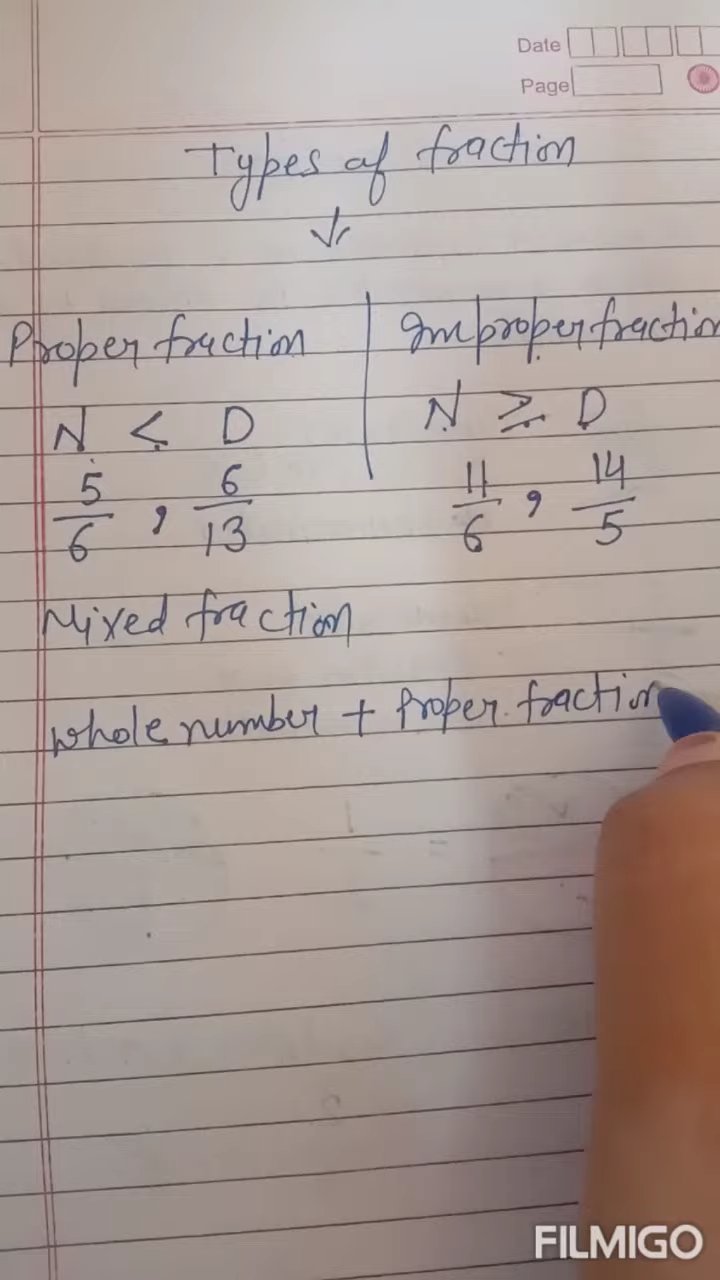 Date
Page
Types of fraction
Proper fraction
Improper fraction
N < D
N ≥ D
5/6 , 6/13
11/6 , 14/5
Mixed fraction
whole number + Proper fraction
FILMIGO